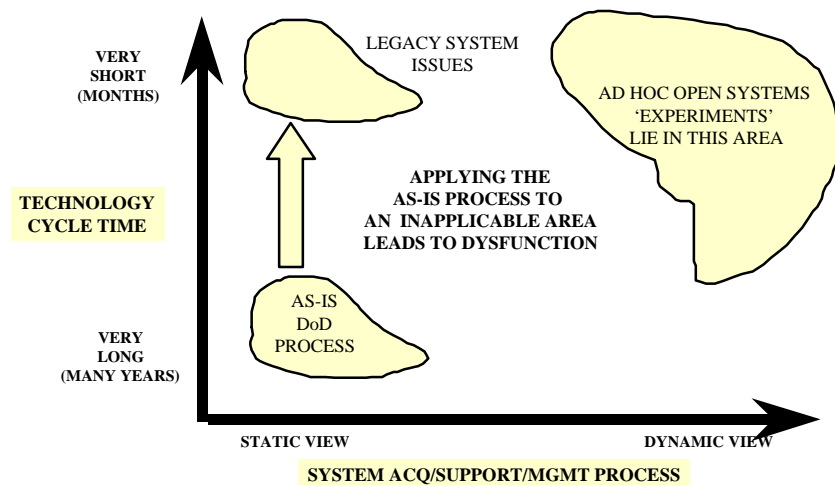 VERY
SHORT
(MONTHS)
LEGACY SYSTEM
ISSUES
AD HOC OPEN SYSTEMS
‘EXPERIMENTS’
LIE IN THIS AREA
TECHNOLOGY
CYCLE TIME
APPLYING THE
AS-IS PROCESS TO
AN INAPPLICABLE AREA
LEADS TO DYSFUNCTION
AS-IS
DoD
PROCESS
VERY
LONG
(MANY YEARS)
STATIC VIEW
DYNAMIC VIEW
SYSTEM ACQ/SUPPORT/MGMT PROCESS